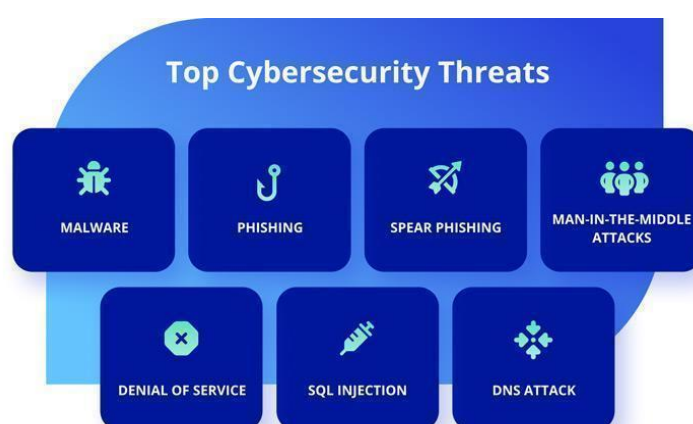 Top Cybersecurity Threats
MALWARE
PHISHING
SPEAR PHISHING
MAN-IN-THE-MIDDLE
ATTACKS
DENIAL OF SERVICE
SQL INJECTION
DNS ATTACK